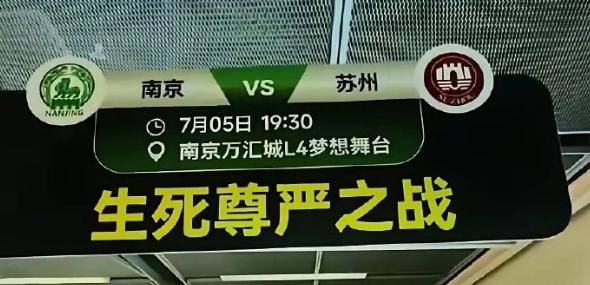 南京 VS 苏州
NANJING
SUZHOU
7月05日 19:30
南京万汇城L4梦想舞台
生死尊严之战